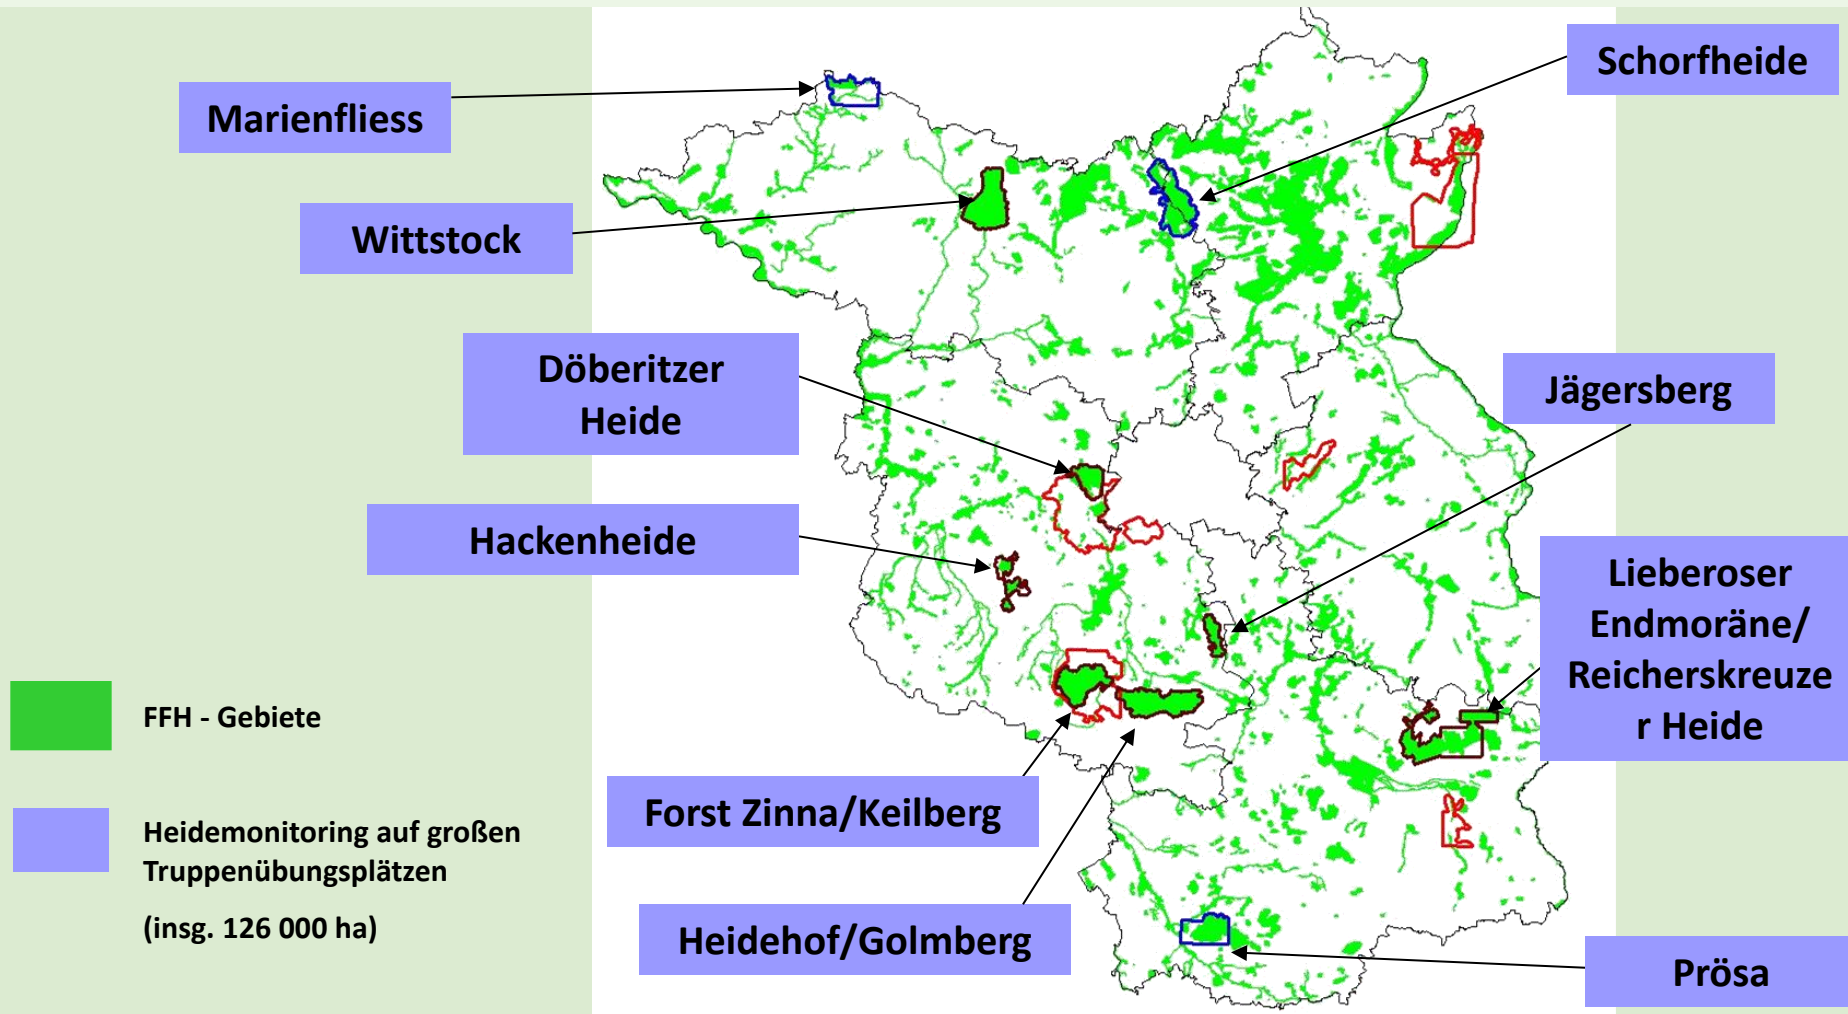 Marienfliess
Schorfheide
Wittstock
Döberitzer
Heide
Jägersberg
Hackenheide
Lieberoser
Endmoräne/
Reicherskreuze
r Heide
FFH - Gebiete
Forst Zinna/Keilberg
Heidemonitoring auf großen
Truppenübungsplätzen
(insg. 126 000 ha)
Heidehof/Golmberg
Prösa